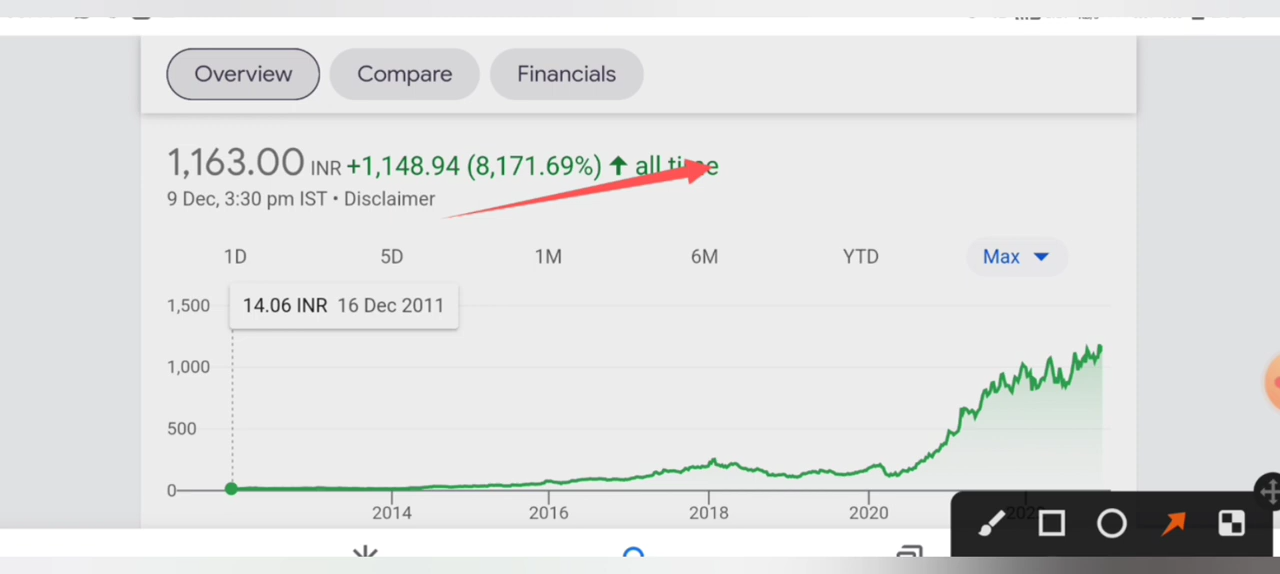 Overview Compare Financials
1,163.00 INR +1,148.94 (8,171.69%) ↑ all time
9 Dec, 3:30 pm IST • Disclaimer
1D 5D 1M 6M YTD Max
14.06 INR 16 Dec 2011
1,500
1,000
500
0
2014 2016 2018 2020 2022